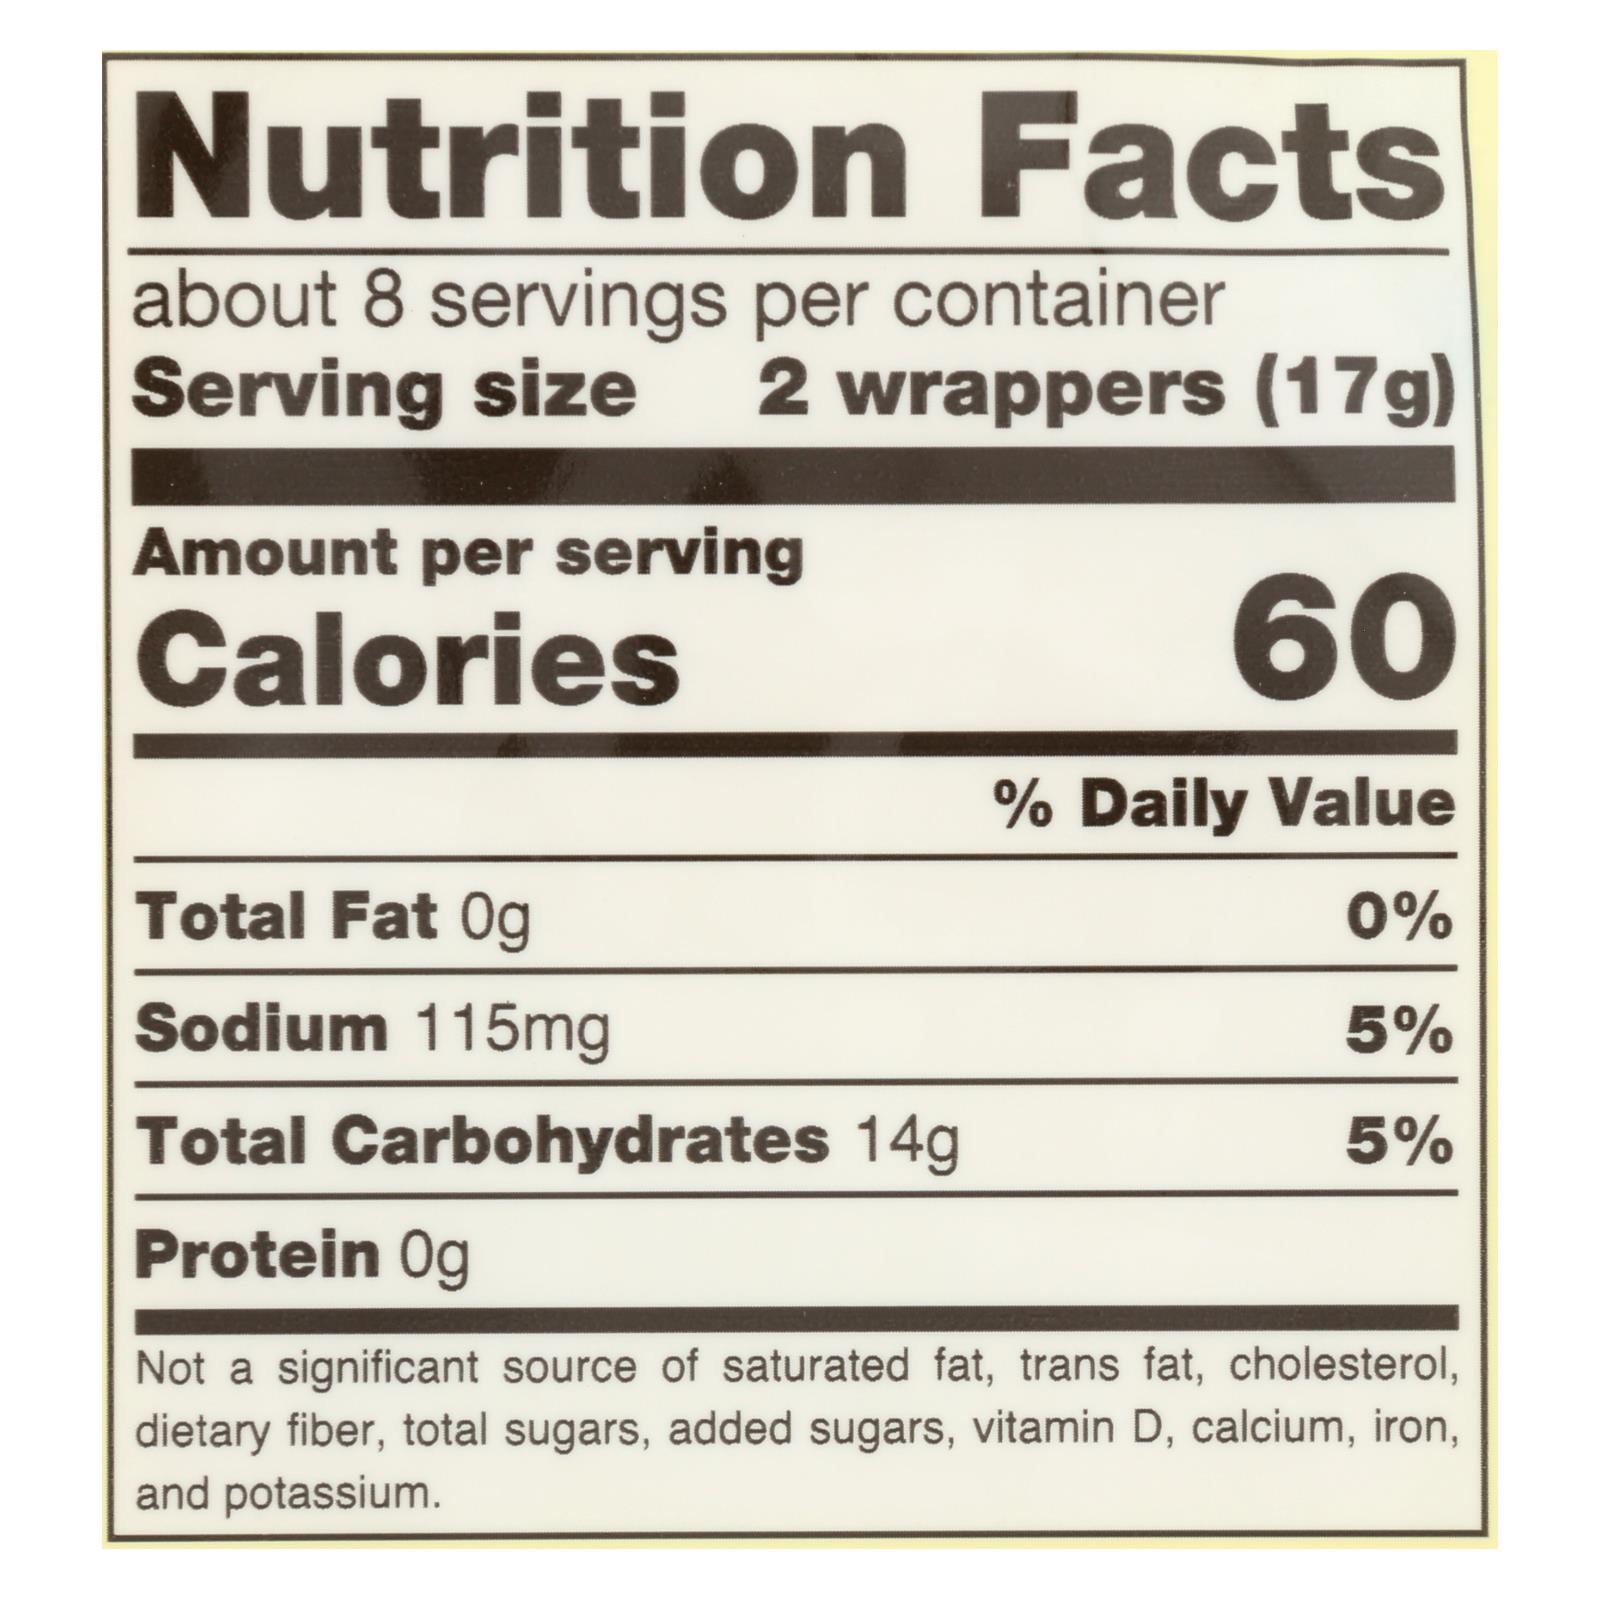 Nutrition Facts
about 8 servings per container
Serving size 2 wrappers (17g)
Amount per serving
Calories 60
% Daily Value
Total Fat 0g 0%
Sodium 115mg 5%
Total Carbohydrates 14g 5%
Protein 0g
Not a significant source of saturated fat, trans fat, cholesterol,
dietary fiber, total sugars, added sugars, vitamin D, calcium, iron,
and potassium.